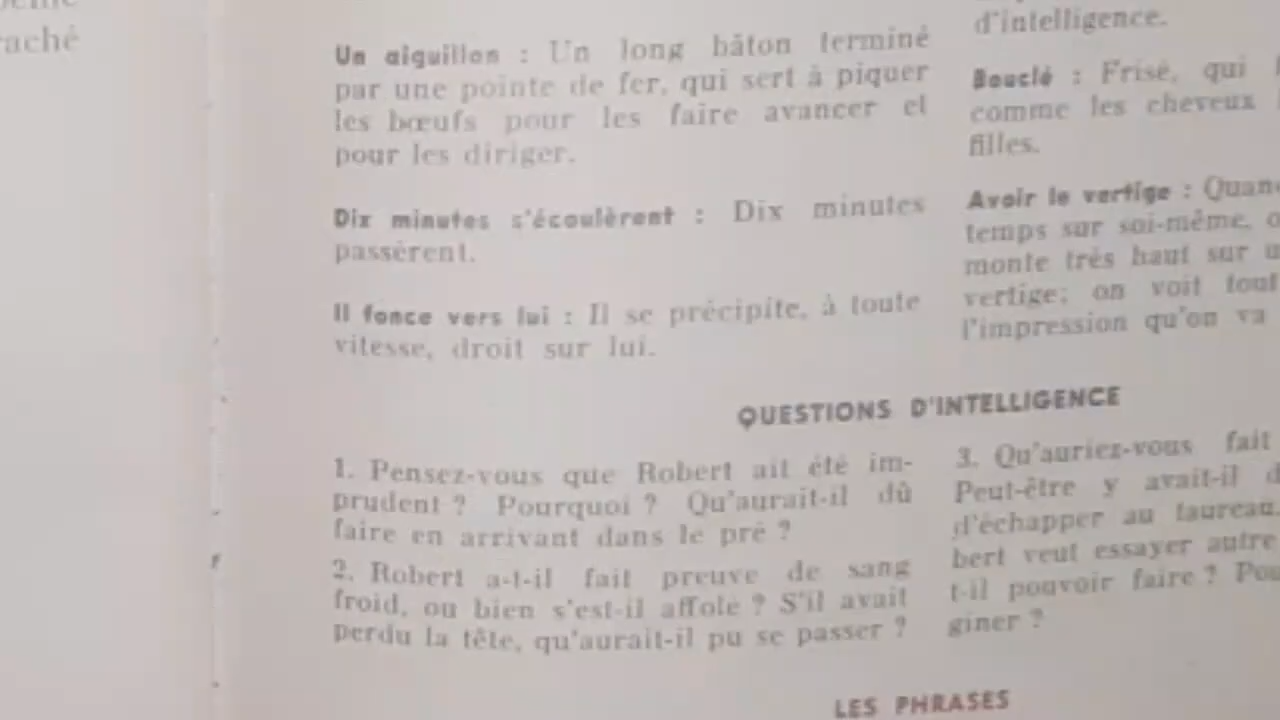 raché
Un aiguillon : Un long bâton terminé
par une pointe de fer, qui sert à piquer
les bœufs pour les faire avancer et
pour les diriger.
Dix minutes s'écoulèrent : Dix minutes
passèrent.
Il fonce vers lui : Il se précipite, à toute
vitesse, droit sur lui.
d'intelligence.
Bouclé : Frisé, qui
comme les cheveux
filles.
Avoir le vertige : Quand
temps sur soi-même,
monte très haut sur
vertige; on voit tout
l'impression qu'on va
QUESTIONS D'INTELLIGENCE
1. Pensez-vous que Robert ait été im-
prudent ? Pourquoi ? Qu'aurait-il dû
faire en arrivant dans le pré ?
2. Robert a-t-il fait preuve de sang
froid, ou bien s'est-il affolé ? S'il avait
perdu la tête, qu'aurait-il pu se passer ?
3. Qu'auriez-vous fait
Peut-être y avait-il
d'échapper au taureau.
bert veut essayer autre
t-il pouvoir faire ?
giner ?
LES PHRASES